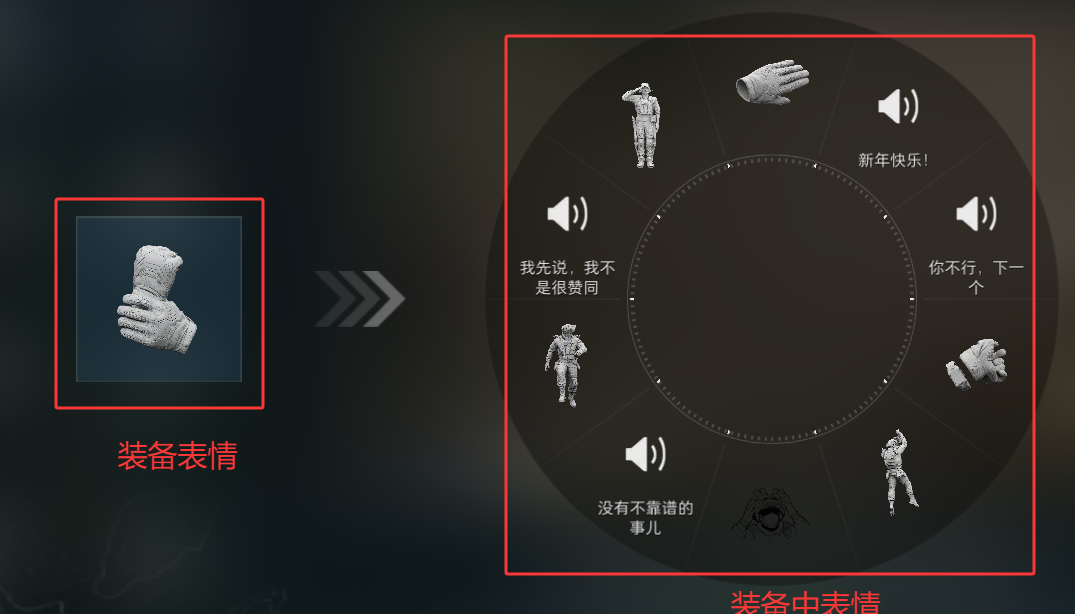 新年快乐!
我先说，我不
是很赞同
你不行，下一
个
装备表情
没有不靠谱的
事儿
装备中表情